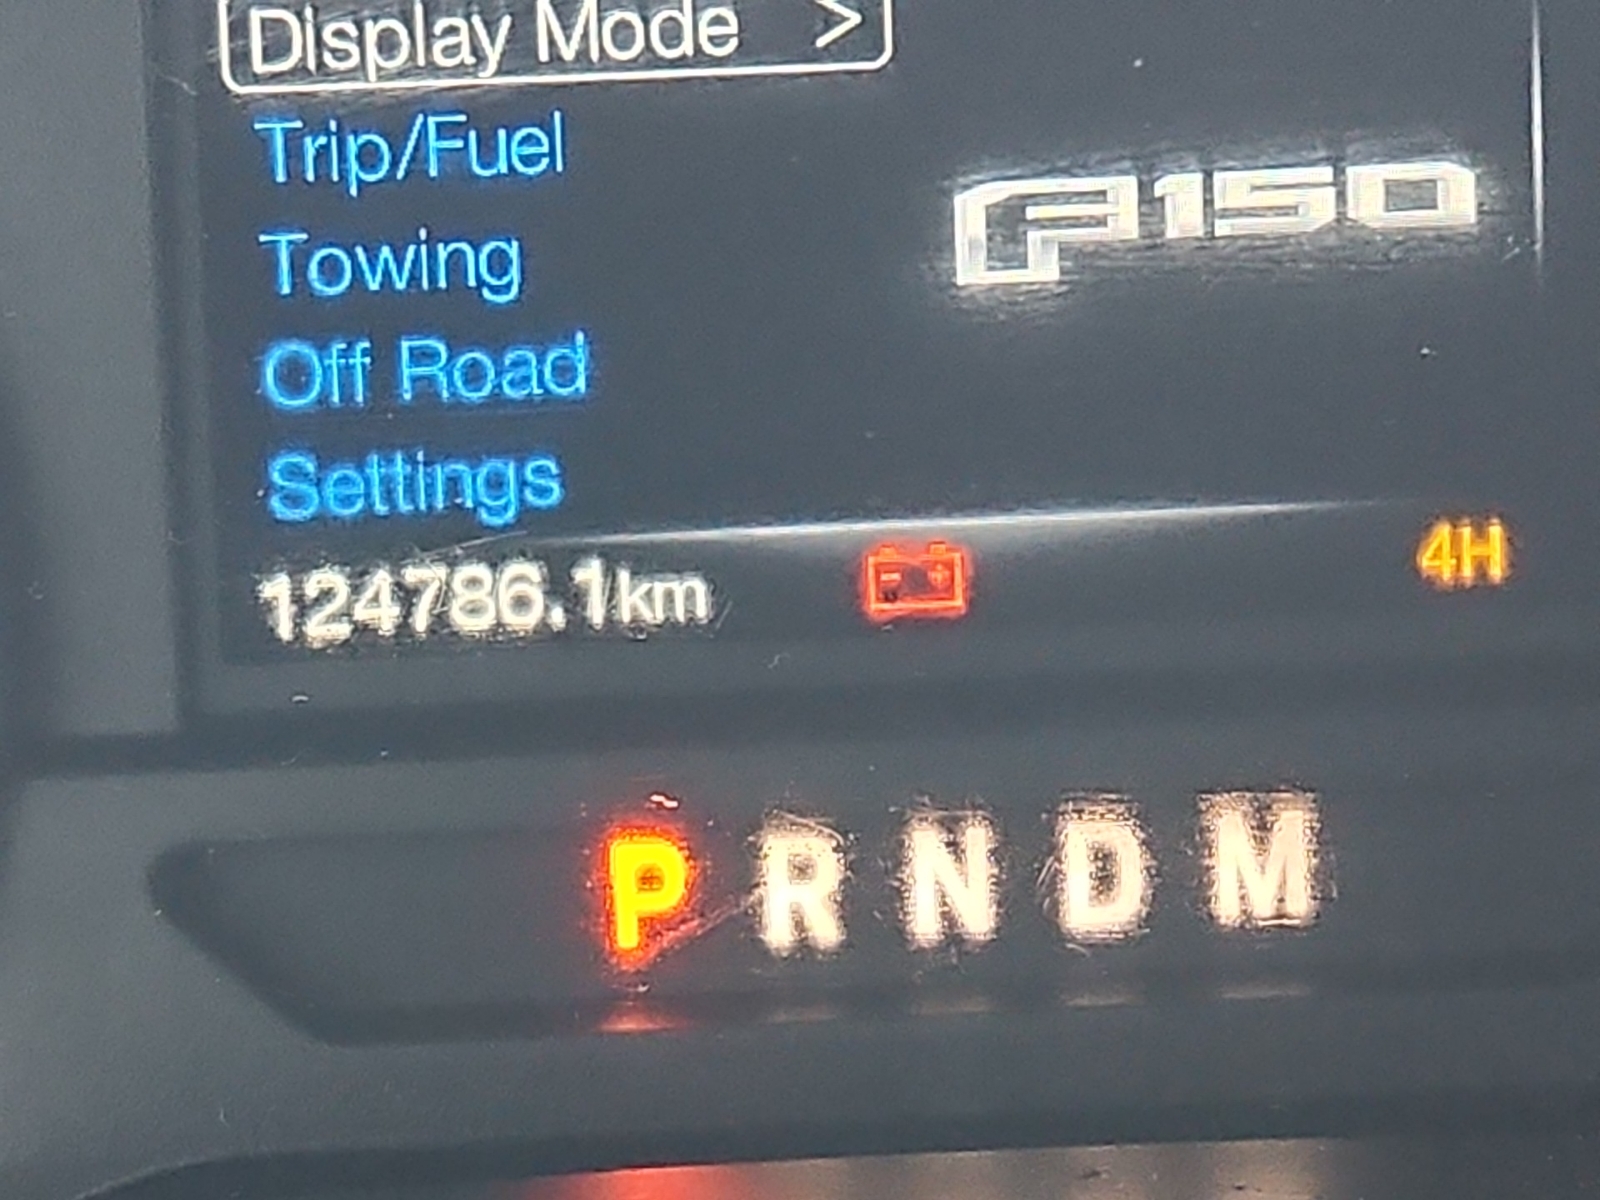 Display Mode >
Trip/Fuel
Towing
Off Road
Settings
F150
124786.1km
4H
P R N D M